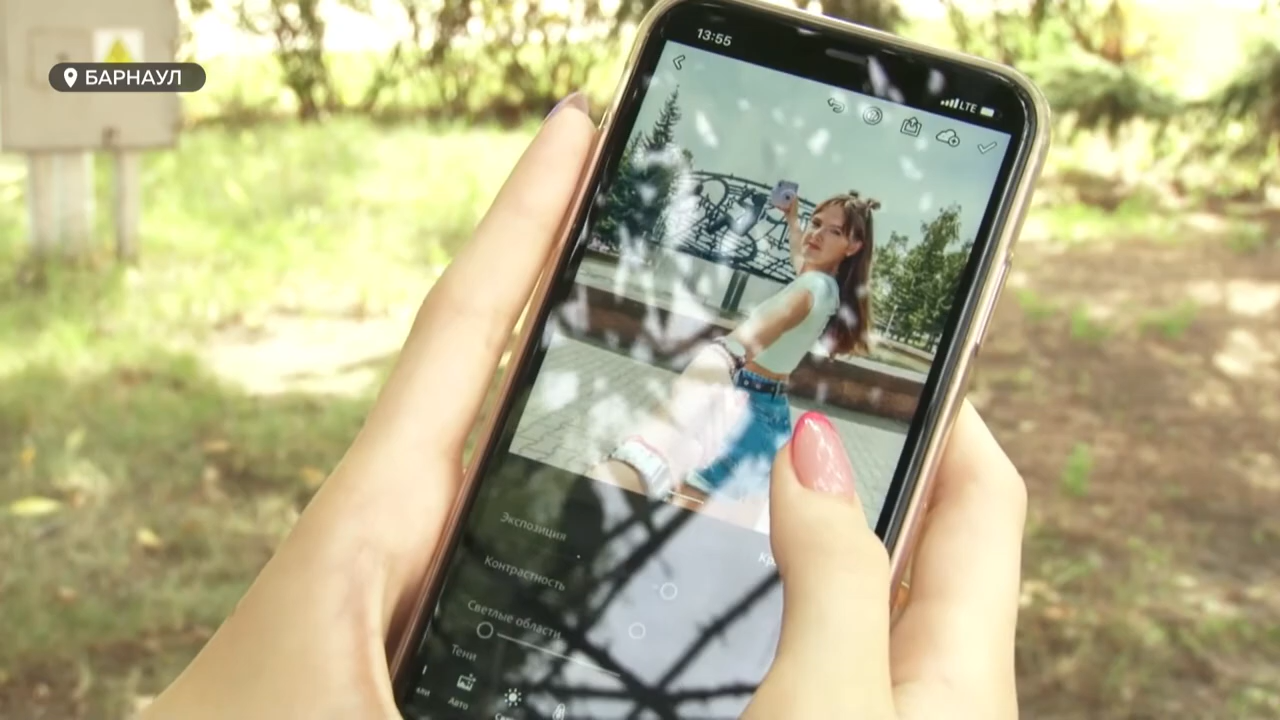 БАРНАУЛ
13:55
LTE
Экспозиция
Контрастность
Светлые области
Тени
Авто